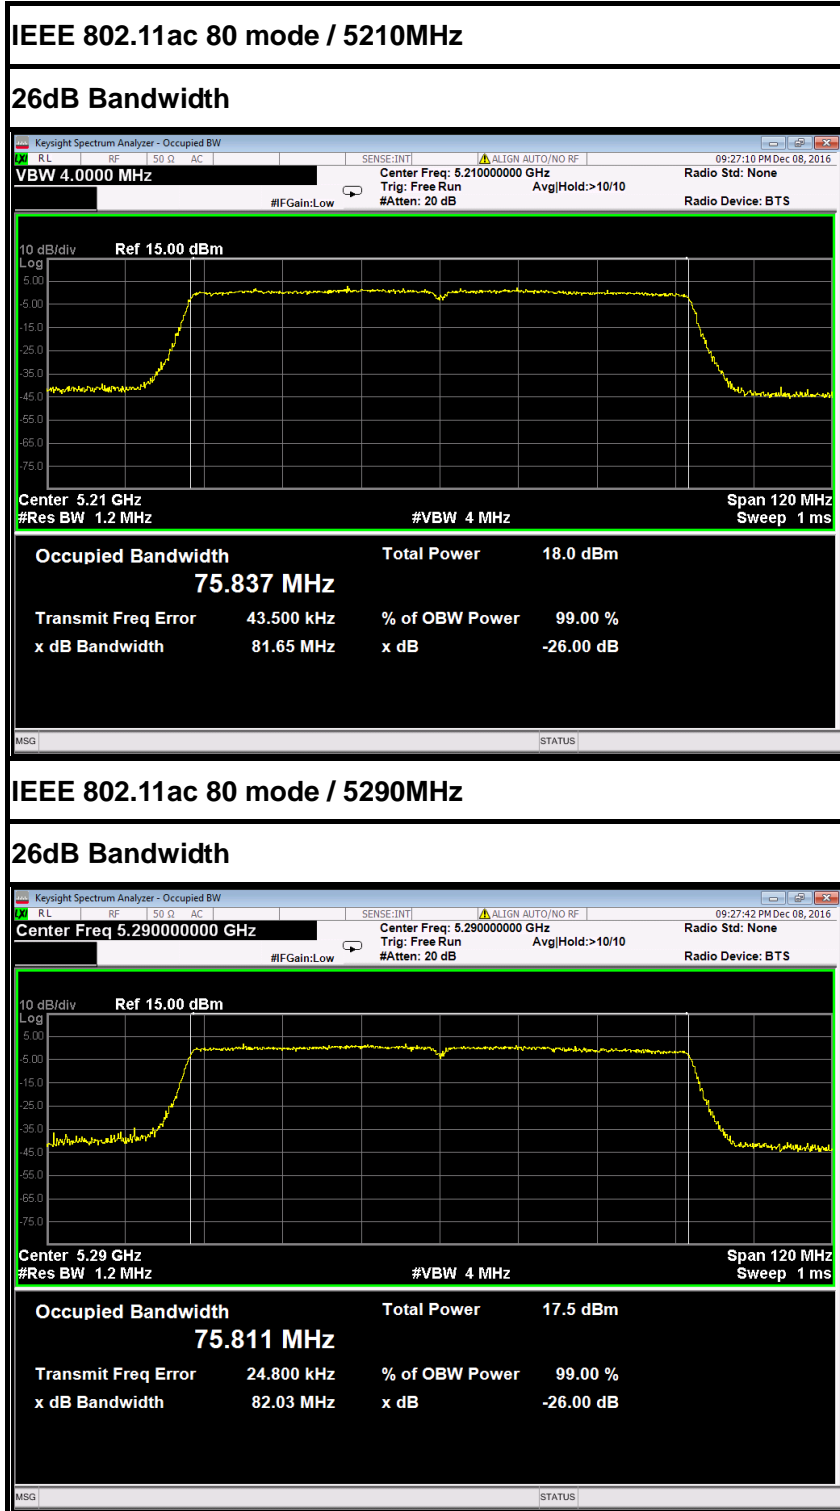 IEEE 802.11ac 80 mode / 5210MHz
26dB Bandwidth
Keysight Spectrum Analyzer - Occupied BW
LXI RL RF 50 Ω AC SENSE:INT ALIGN AUTO/NO RF 09:27:10 PM Dec 08, 2016
VBW 4.0000 MHz Center Freq: 5.210000000 GHz Radio Std: None
Trig: Free Run Avg|Hold:>10/10
#IFGain:Low #Atten: 20 dB Radio Device: BTS
10 dB/div Ref 15.00 dBm
Log
5.00
-5.00
-15.0
-25.0
-35.0
-45.0
-55.0
-65.0
-75.0
Center 5.21 GHz Span 120 MHz
#Res BW 1.2 MHz #VBW 4 MHz Sweep 1 ms
Occupied Bandwidth Total Power 18.0 dBm
75.837 MHz
Transmit Freq Error 43.500 kHz % of OBW Power 99.00 %
x dB Bandwidth 81.65 MHz x dB -26.00 dB
MSG STATUS
IEEE 802.11ac 80 mode / 5290MHz
26dB Bandwidth
Keysight Spectrum Analyzer - Occupied BW
LXI RL RF 50 Ω AC SENSE:INT ALIGN AUTO/NO RF 09:27:42 PM Dec 08, 2016
Center Freq 5.290000000 GHz Center Freq: 5.290000000 GHz Radio Std: None
Trig: Free Run Avg|Hold:>10/10
#IFGain:Low #Atten: 20 dB Radio Device: BTS
10 dB/div Ref 15.00 dBm
Log
5.00
-5.00
-15.0
-25.0
-35.0
-45.0
-55.0
-65.0
-75.0
Center 5.29 GHz Span 120 MHz
#Res BW 1.2 MHz #VBW 4 MHz Sweep 1 ms
Occupied Bandwidth Total Power 17.5 dBm
75.811 MHz
Transmit Freq Error 24.800 kHz % of OBW Power 99.00 %
x dB Bandwidth 82.03 MHz x dB -26.00 dB
MSG STATUS